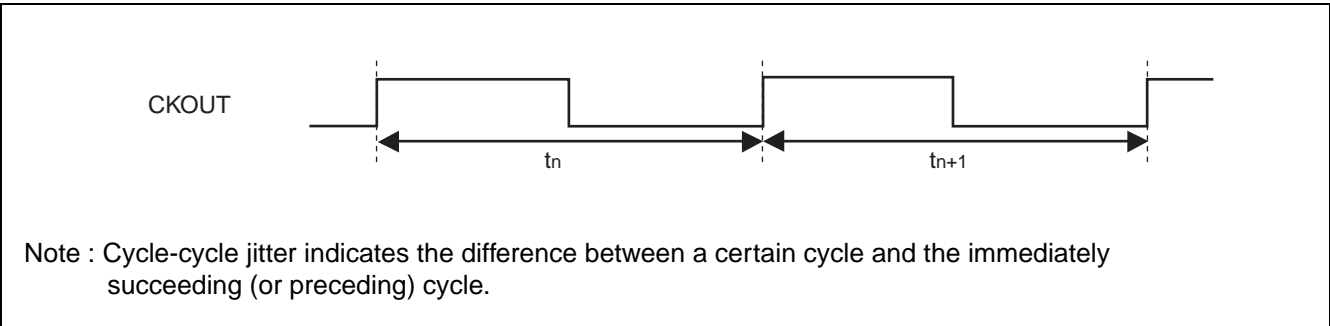 CKOUT
tn
tn+1
Note : Cycle-cycle jitter indicates the difference between a certain cycle and the immediately
succeeding (or preceding) cycle.